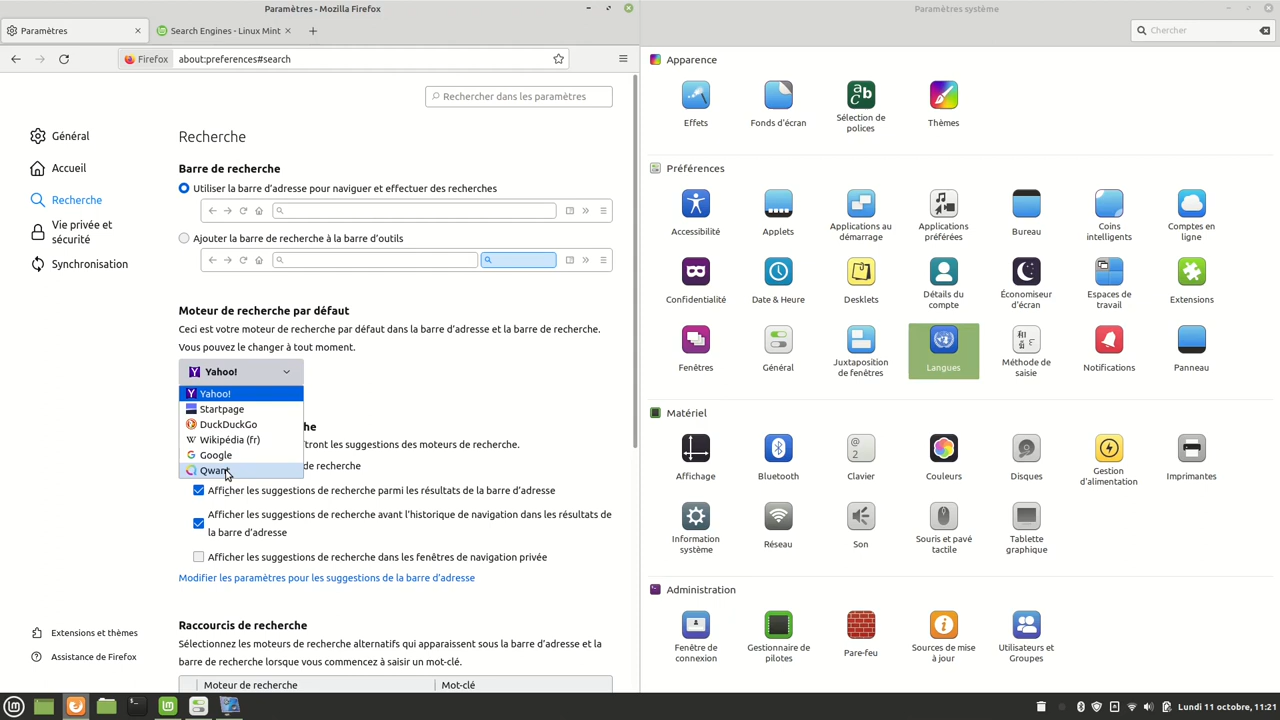 Paramètres - Mozilla Firefox
Paramètres
Search Engines - Linux Mint
Firefox
about:preferences#search
Rechercher dans les paramètres
Général
Accueil
Recherche
Vie privée et
sécurité
Synchronisation
Extensions et thèmes
Assistance de Firefox
Recherche
Barre de recherche
Utiliser la barre d’adresse pour naviguer et effectuer des recherches
Ajouter la barre de recherche à la barre d’outils
Moteur de recherche par défaut
Ceci est votre moteur de recherche par défaut dans la barre d’adresse et la barre de recherche.
Vous pouvez le changer à tout moment.
Yahoo!
Yahoo!
Startpage
DuckDuckGo
Wikipédia (fr)
Google
Qwant
he
tront les suggestions des moteurs de recherche.
de recherche
Afficher les suggestions de recherche parmi les résultats de la barre d’adresse
Afficher les suggestions de recherche avant l’historique de navigation dans les résultats de
la barre d’adresse
Afficher les suggestions de recherche dans les fenêtres de navigation privée
Modifier les paramètres pour les suggestions de la barre d’adresse
Raccourcis de recherche
Sélectionnez les moteurs de recherche alternatifs qui apparaissent sous la barre d’adresse et la
barre de recherche lorsque vous commencez à saisir un mot-clé.
Moteur de recherche
Mot-clé
Paramètres système
Chercher
Apparence
Effets
Fonds d'écran
Sélection de
polices
Thèmes
Préférences
Accessibilité
Applets
Applications au
démarrage
Applications
préférées
Bureau
Coins
intelligents
Comptes en
ligne
Confidentialité
Date & Heure
Desklets
Détails du
compte
Économiseur
d'écran
Espaces de
travail
Extensions
Fenêtres
Général
Juxtaposition
de fenêtres
Langues
Méthode de
saisie
Notifications
Panneau
Matériel
Affichage
Bluetooth
Clavier
Couleurs
Disques
Gestion
d'alimentation
Imprimantes
Information
système
Réseau
Son
Souris et pavé
tactile
Tablette
graphique
Administration
Fenêtre de
connexion
Gestionnaire de
pilotes
Pare-feu
Sources de mise
à jour
Utilisateurs et
Groupes
Lundi 11 octobre, 11:21